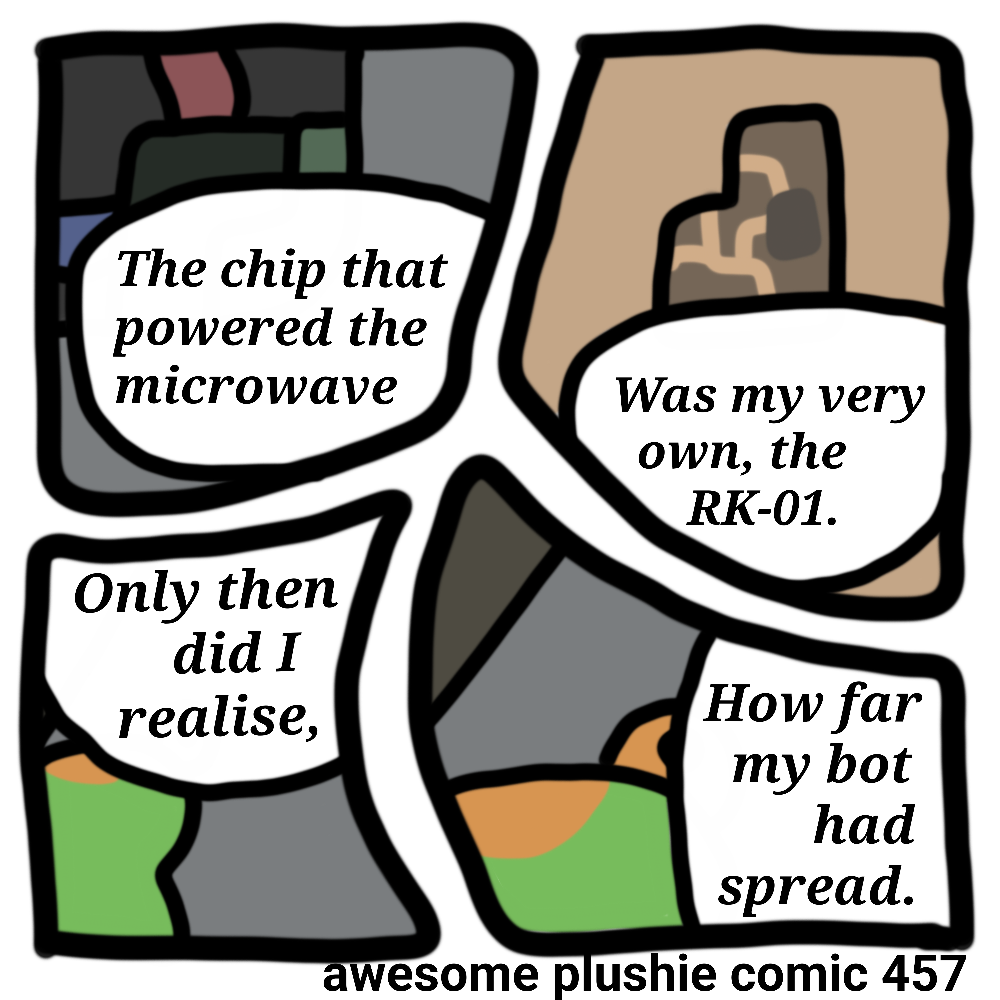 The chip that
powered the
microwave
Was my very
own, the
RK-01.
Only then
did I
realise,
How far
my bot
had
spread.
awesome plushie comic 457